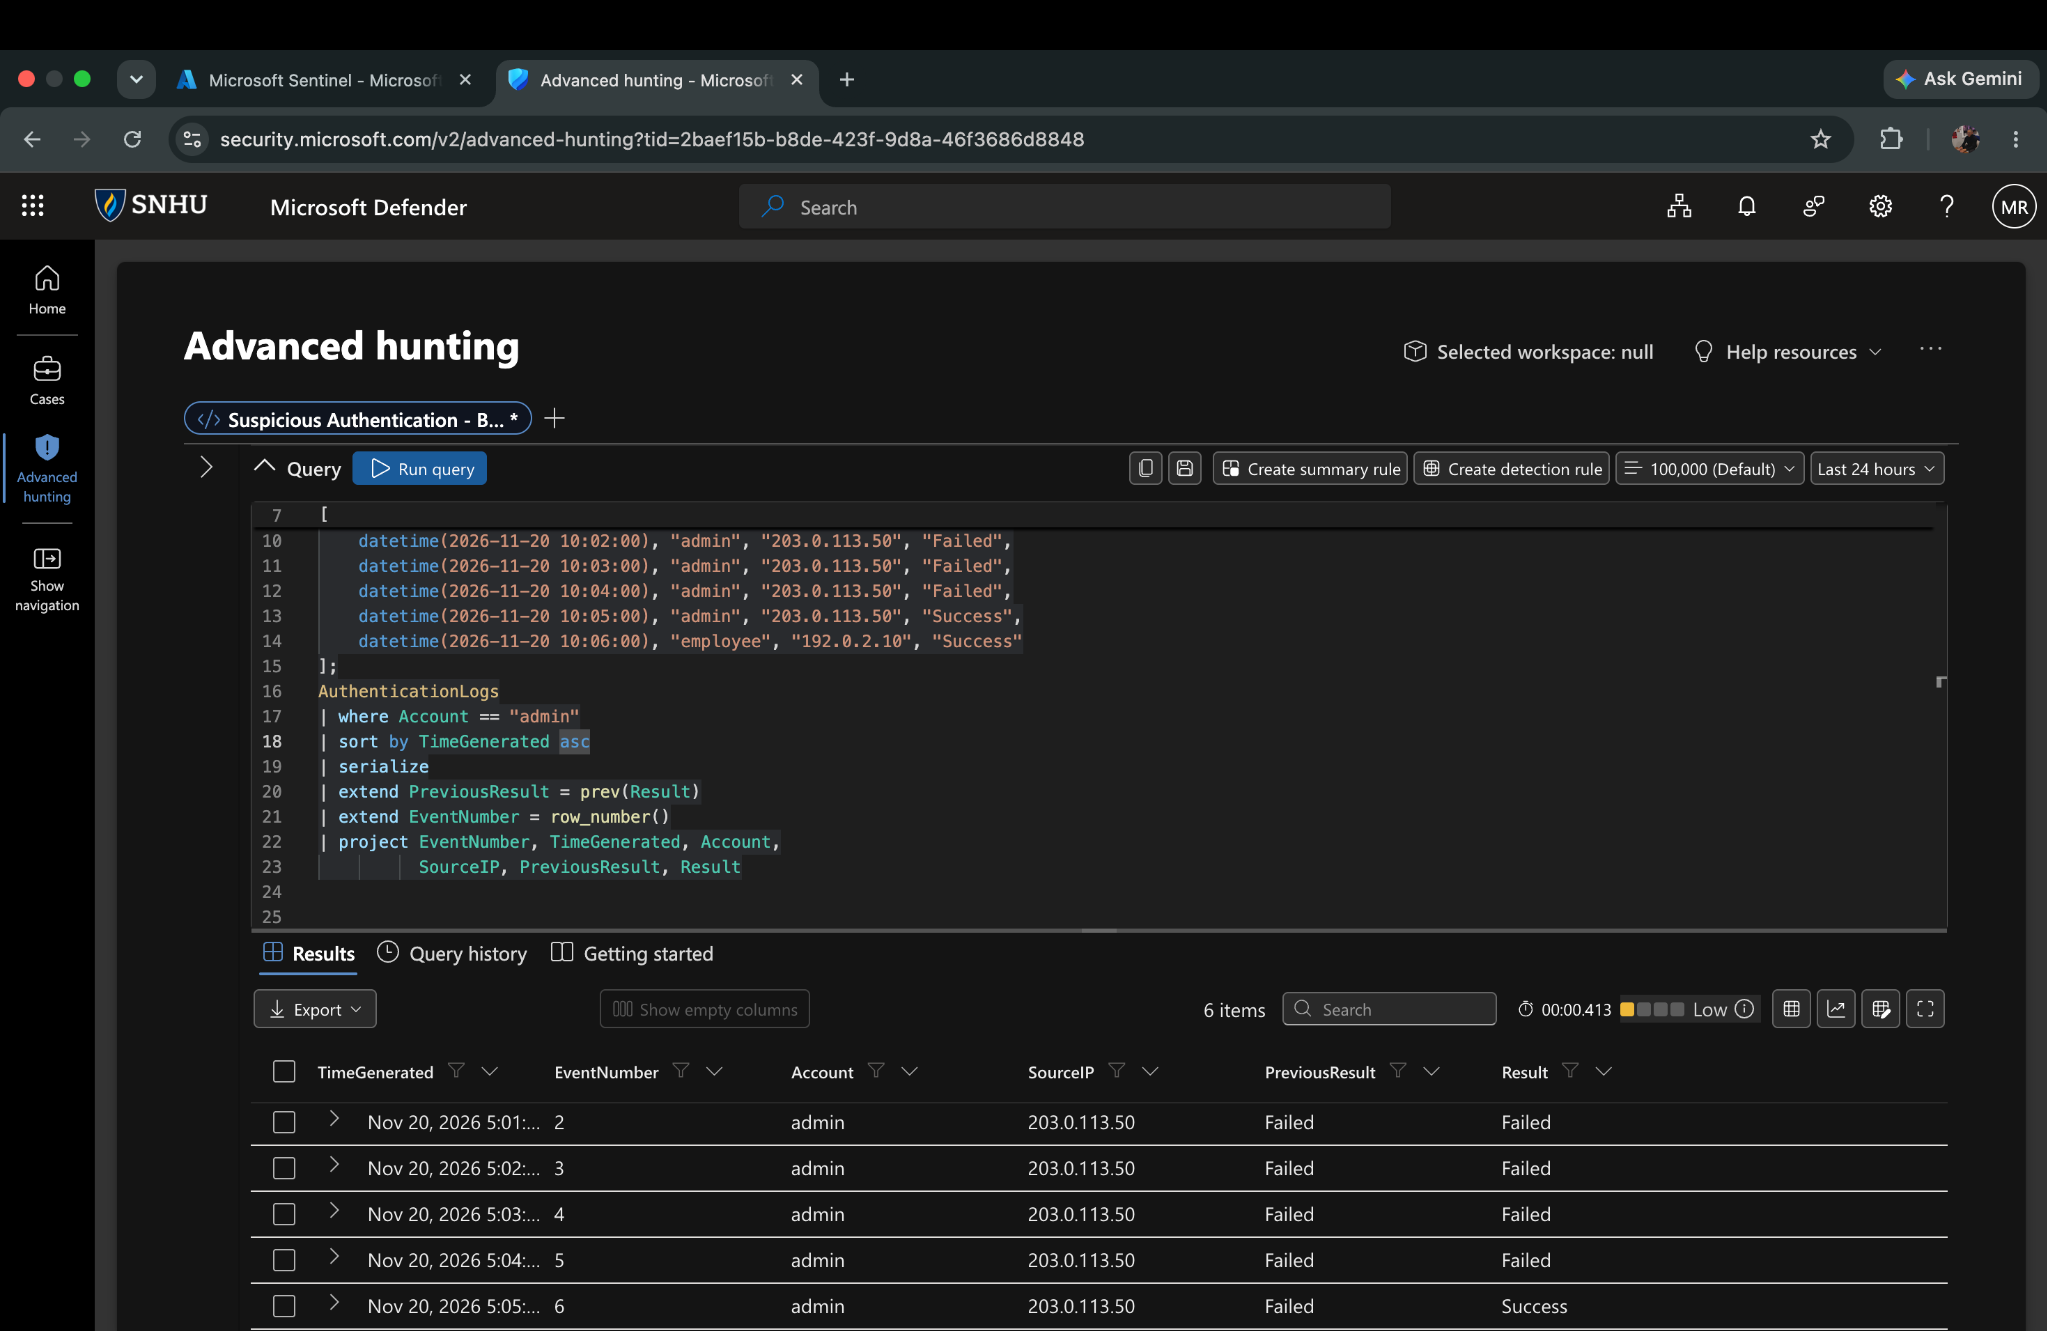 Microsoft Sentinel - Microsoft
Advanced hunting - Microsoft
Ask Gemini
security.microsoft.com/v2/advanced-hunting?tid=2baef15b-b8de-423f-9d8a-46f3686d8848
SNHU
Microsoft Defender
Search
MR
Home
Cases
Advanced
hunting
Show
navigation
Advanced hunting
Selected workspace: null
Help resources
...
</> Suspicious Authentication - B... *
Query
Run query
Create summary rule
Create detection rule
100,000 (Default)
Last 24 hours
7 [
10 datetime(2026-11-20 10:02:00), "admin", "203.0.113.50", "Failed",
11 datetime(2026-11-20 10:03:00), "admin", "203.0.113.50", "Failed",
12 datetime(2026-11-20 10:04:00), "admin", "203.0.113.50", "Failed",
13 datetime(2026-11-20 10:05:00), "admin", "203.0.113.50", "Success",
14 datetime(2026-11-20 10:06:00), "employee", "192.0.2.10", "Success"
15 ];
16 AuthenticationLogs
17 | where Account == "admin"
18 | sort by TimeGenerated asc
19 | serialize
20 | extend PreviousResult = prev(Result)
21 | extend EventNumber = row_number()
22 | project EventNumber, TimeGenerated, Account,
23 SourceIP, PreviousResult, Result
24
25
Results
Query history
Getting started
Export
Show empty columns
6 items
Search
00:00.413
Low
TimeGenerated EventNumber Account SourceIP PreviousResult Result
Nov 20, 2026 5:01:... 2 admin 203.0.113.50 Failed Failed
Nov 20, 2026 5:02:... 3 admin 203.0.113.50 Failed Failed
Nov 20, 2026 5:03:... 4 admin 203.0.113.50 Failed Failed
Nov 20, 2026 5:04:... 5 admin 203.0.113.50 Failed Failed
Nov 20, 2026 5:05:... 6 admin 203.0.113.50 Failed Success